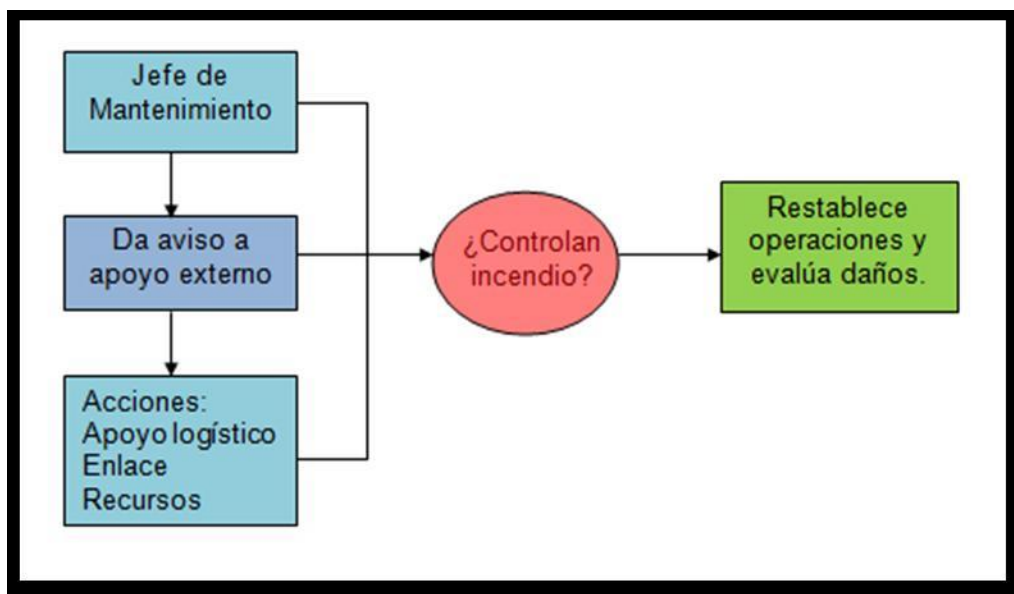 Jefe de
Mantenimiento
Da aviso a
apoyo externo
Acciones:
Apoyo logístico
Enlace
Recursos
¿Controlan
incendio?
Restablece
operaciones y
evalúa daños.